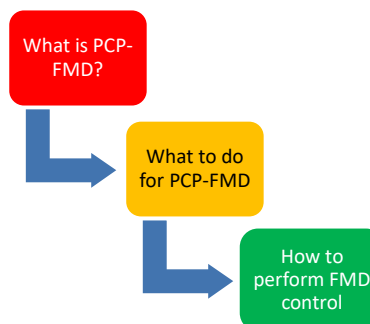 What is PCP-
FMD?
What to do
for PCP-FMD
How to
perform FMD
control